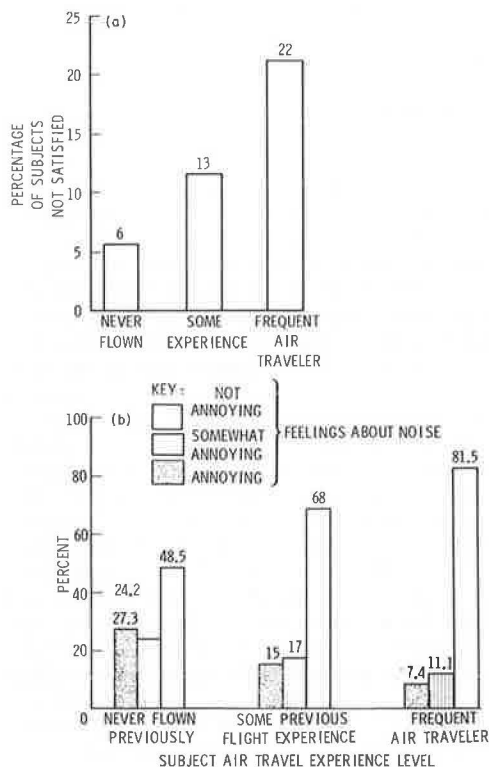 (a)
25
20
15
10
5
0
PERCENTAGE
OF SUBJECTS
NOT SATISFIED
6
13
22
NEVER
FLOWN
SOME
EXPERIENCE
FREQUENT
AIR
TRAVELER
(b)
KEY:
NOT
ANNOYING
SOMEWHAT
ANNOYING
ANNOYING
FEELINGS ABOUT NOISE
100
80
60
40
20
0
PERCENT
24.2
27.3
48.5
15
17
68
7.4
11.1
81.5
NEVER FLOWN
PREVIOUSLY
SOME PREVIOUS
FLIGHT EXPERIENCE
FREQUENT
AIR TRAVELER
SUBJECT AIR TRAVEL EXPERIENCE LEVEL